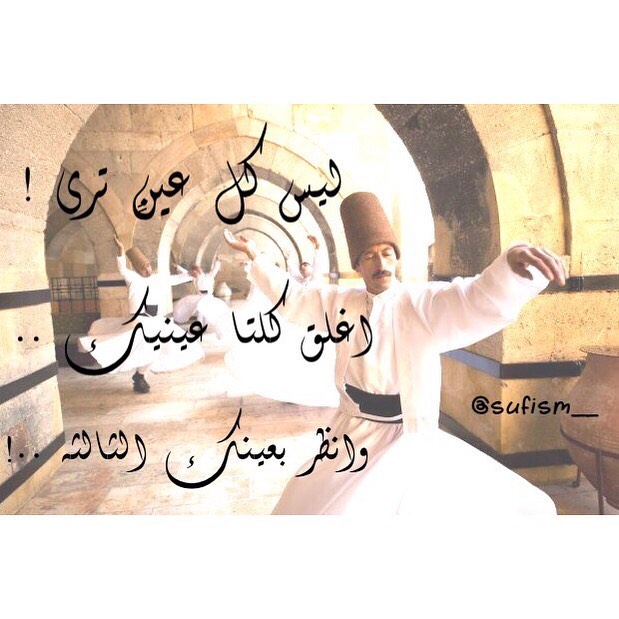 ليس كل عين ترى !
اغلق كلتا عينيك ..
@sufism__
وانظر بعينك الثالثه ..!